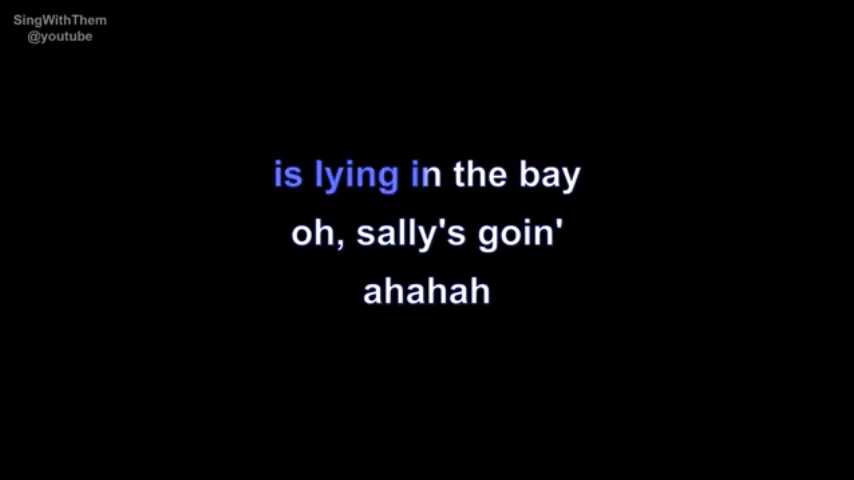 SingWithThem
@youtube
is lying in the bay
oh, sally's goin'
ahahah